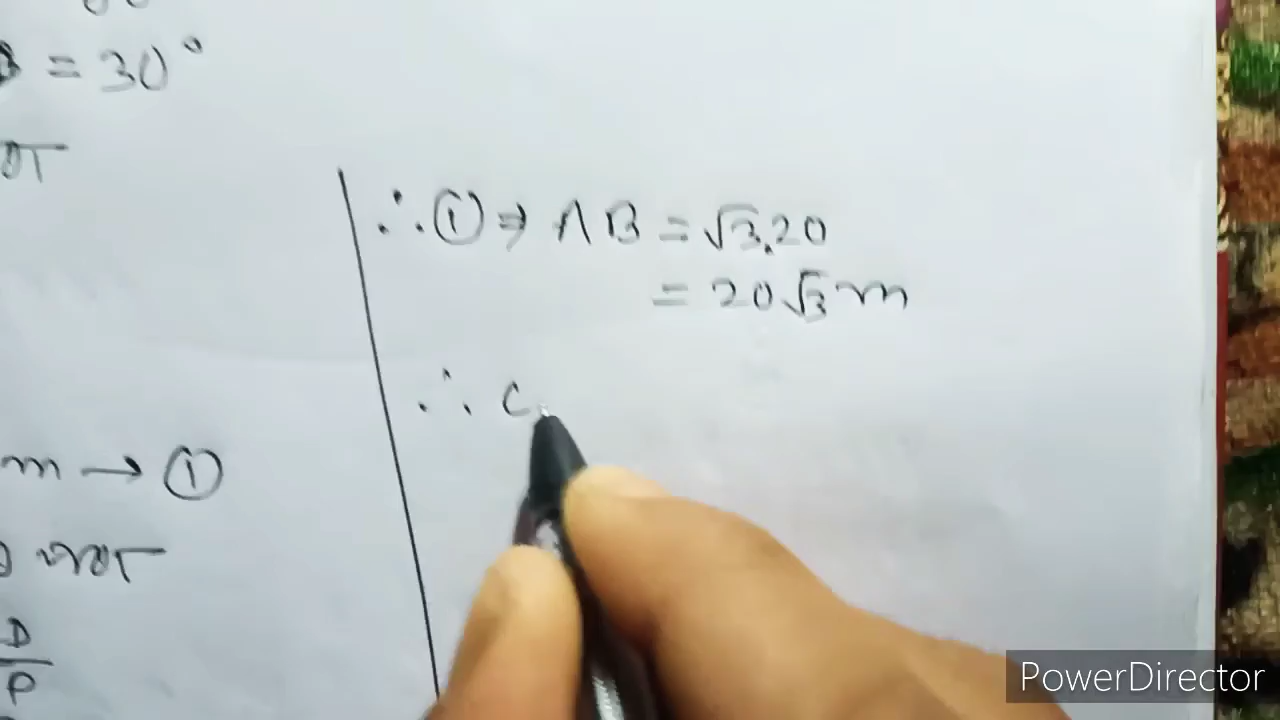 = 30°
∴ ① ⇒ AB = √3.20
= 20√3 m
∴ C
m → ①
D
P
PowerDirector